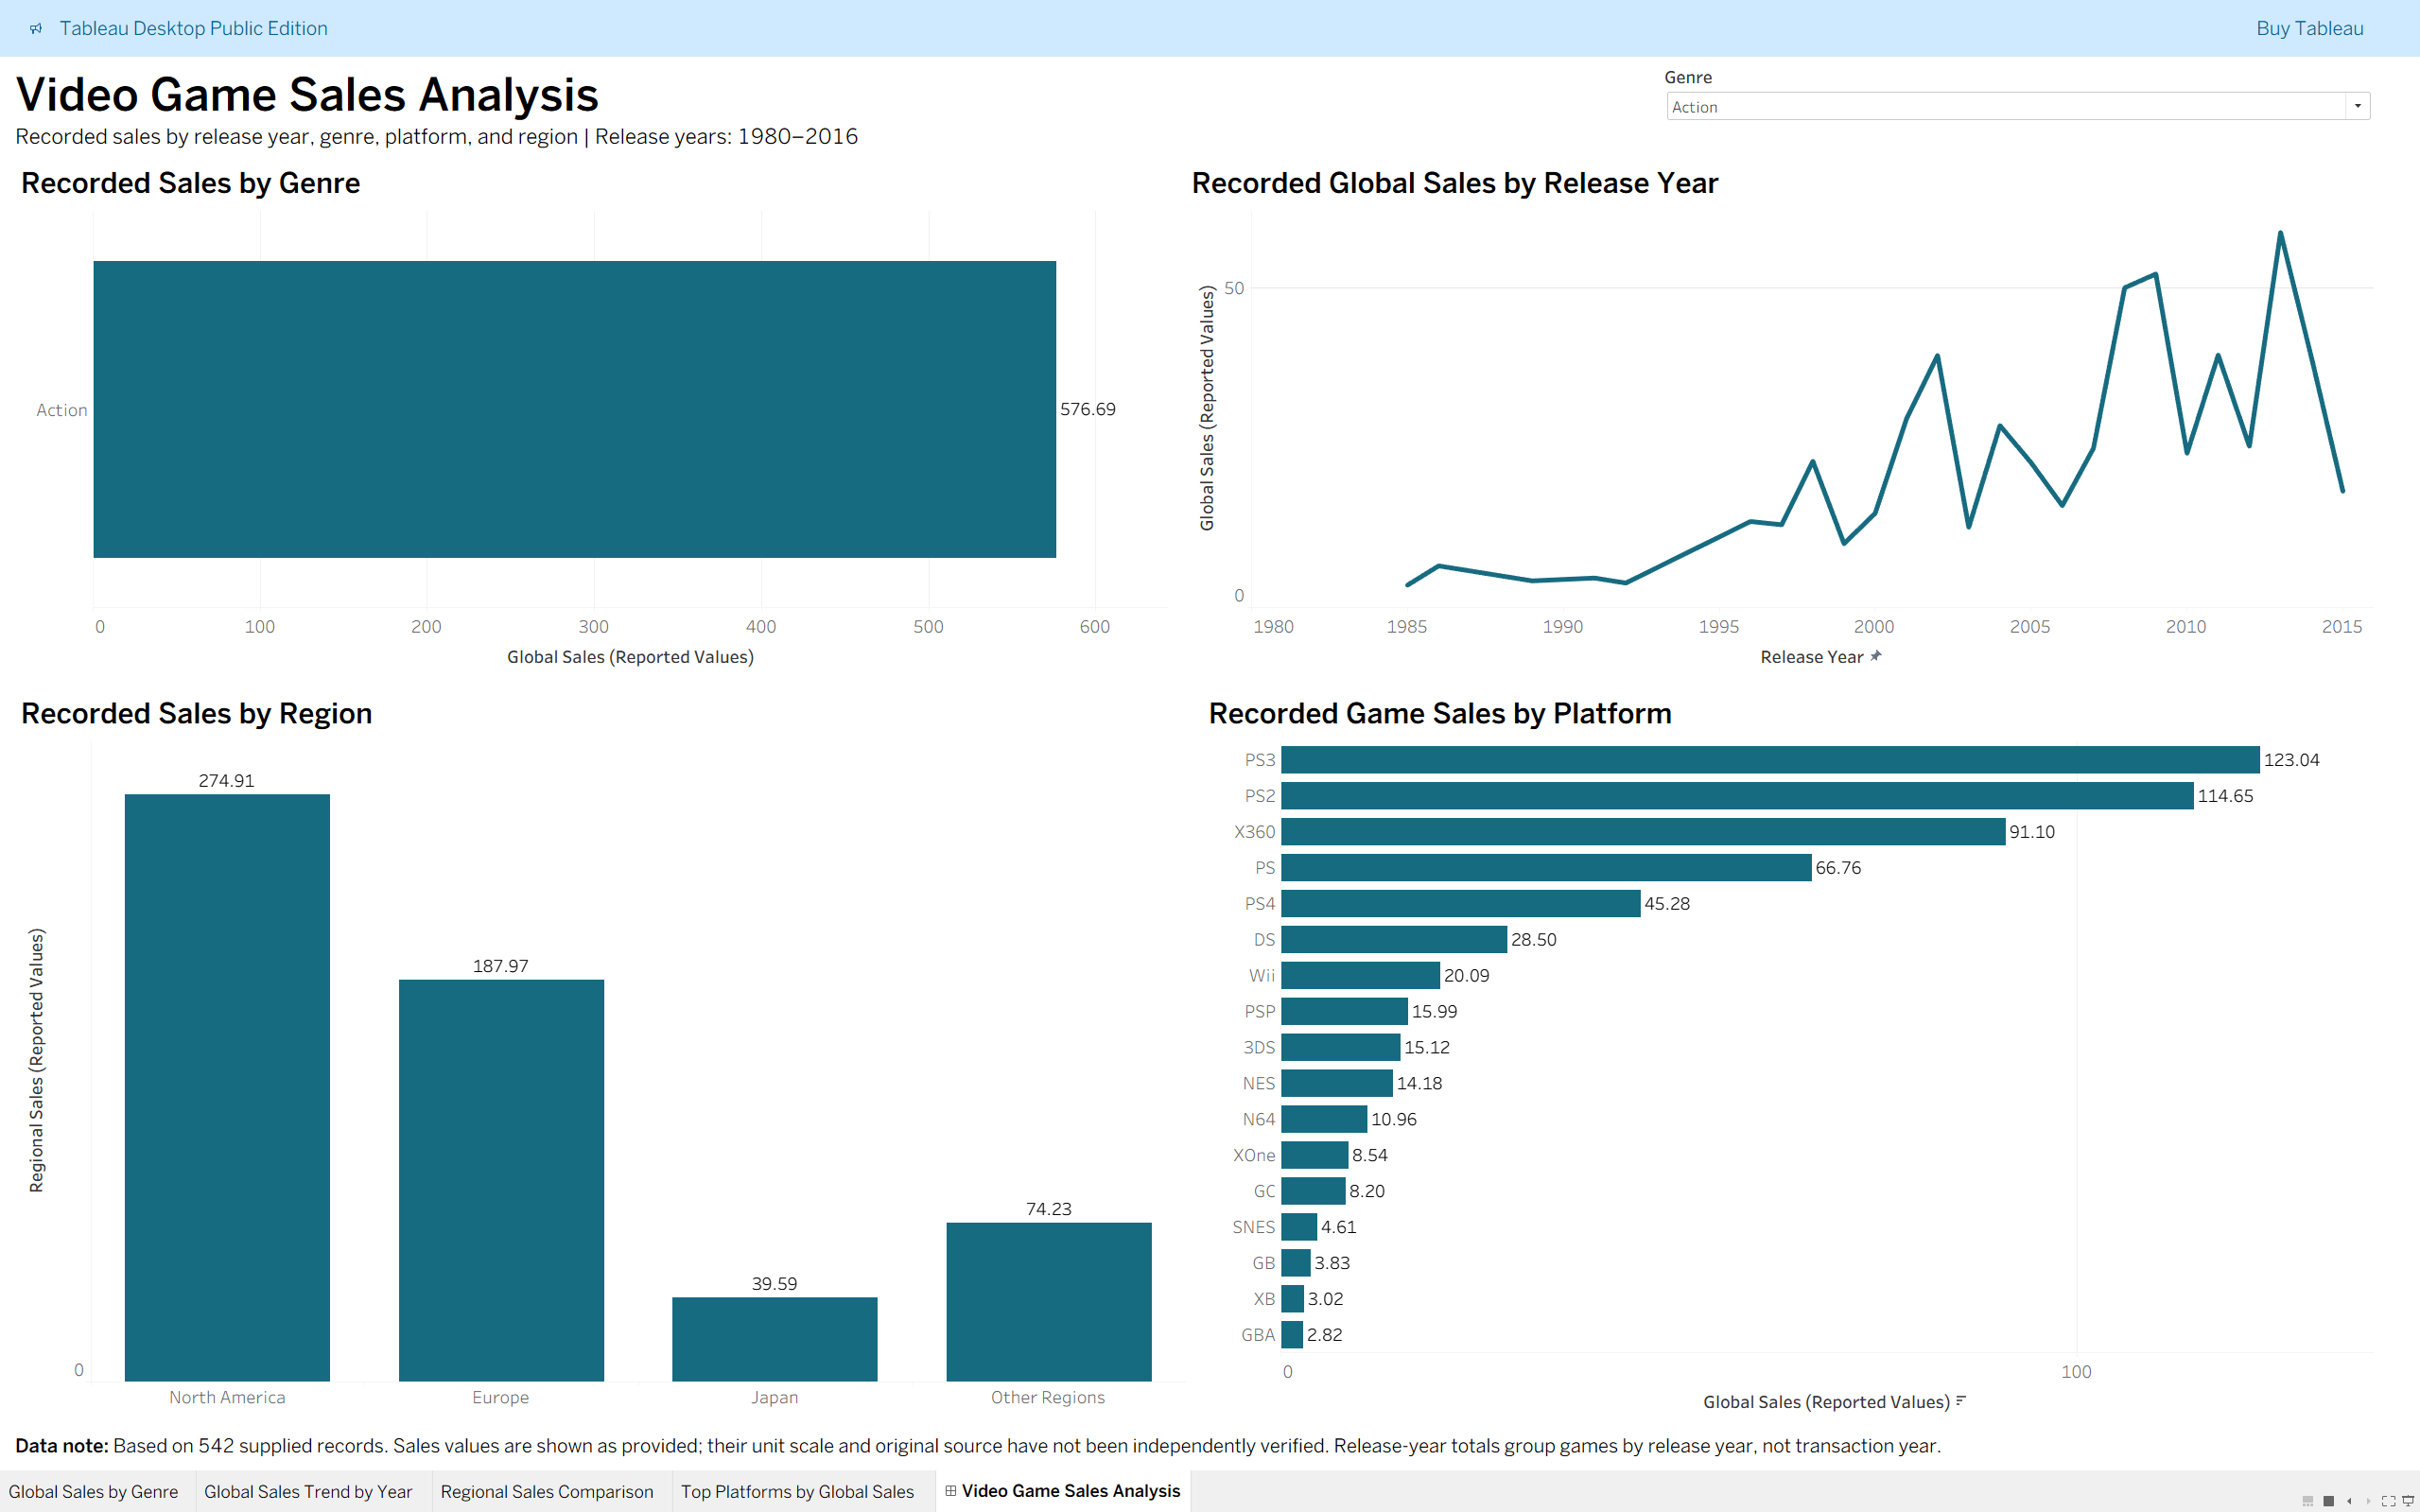 Tableau Desktop Public Edition
Buy Tableau
Video Game Sales Analysis
Recorded sales by release year, genre, platform, and region | Release years: 1980–2016
Genre
Action
Recorded Sales by Genre
Action
576.69
0 100 200 300 400 500 600
Global Sales (Reported Values)
Recorded Global Sales by Release Year
Global Sales (Reported Values)
50
0
1980 1985 1990 1995 2000 2005 2010 2015
Release Year
Recorded Sales by Region
Regional Sales (Reported Values)
274.91
187.97
39.59
74.23
0
North America Europe Japan Other Regions
Recorded Game Sales by Platform
PS3 123.04
PS2 114.65
X360 91.10
PS 66.76
PS4 45.28
DS 28.50
Wii 20.09
PSP 15.99
3DS 15.12
NES 14.18
N64 10.96
XOne 8.54
GC 8.20
SNES 4.61
GB 3.83
XB 3.02
GBA 2.82
0 100
Global Sales (Reported Values)
Data note: Based on 542 supplied records. Sales values are shown as provided; their unit scale and original source have not been independently verified. Release-year totals group games by release year, not transaction year.
Global Sales by Genre Global Sales Trend by Year Regional Sales Comparison Top Platforms by Global Sales Video Game Sales Analysis